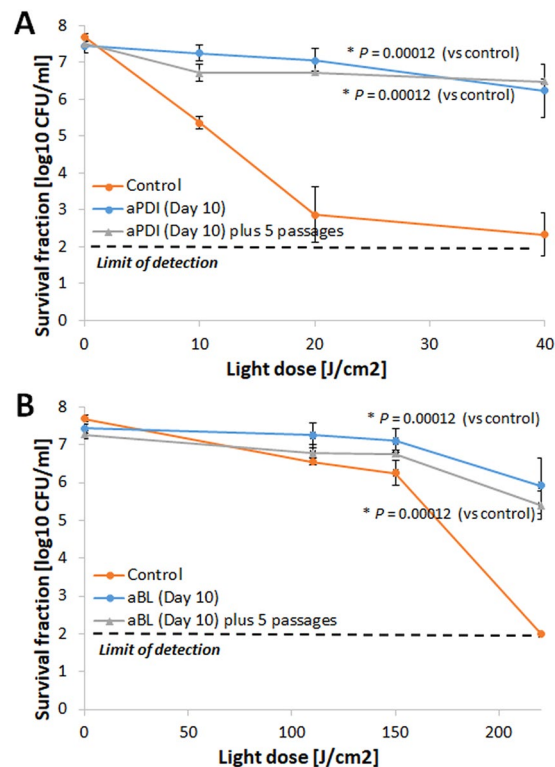 A
8
7
6
5
4
3
2
1
0
Survival fraction [log10 CFU/ml]
* P = 0.00012 (vs control)
* P = 0.00012 (vs control)
Control
aPDI (Day 10)
aPDI (Day 10) plus 5 passages
Limit of detection
0 10 20 30 40
Light dose [J/cm2]
B
8
7
6
5
4
3
2
1
0
Survival fraction [log10 CFU/ml]
* P = 0.00012 (vs control)
* P = 0.00012 (vs control)
Control
aBL (Day 10)
aBL (Day 10) plus 5 passages
Limit of detection
0 50 100 150 200
Light dose [J/cm2]